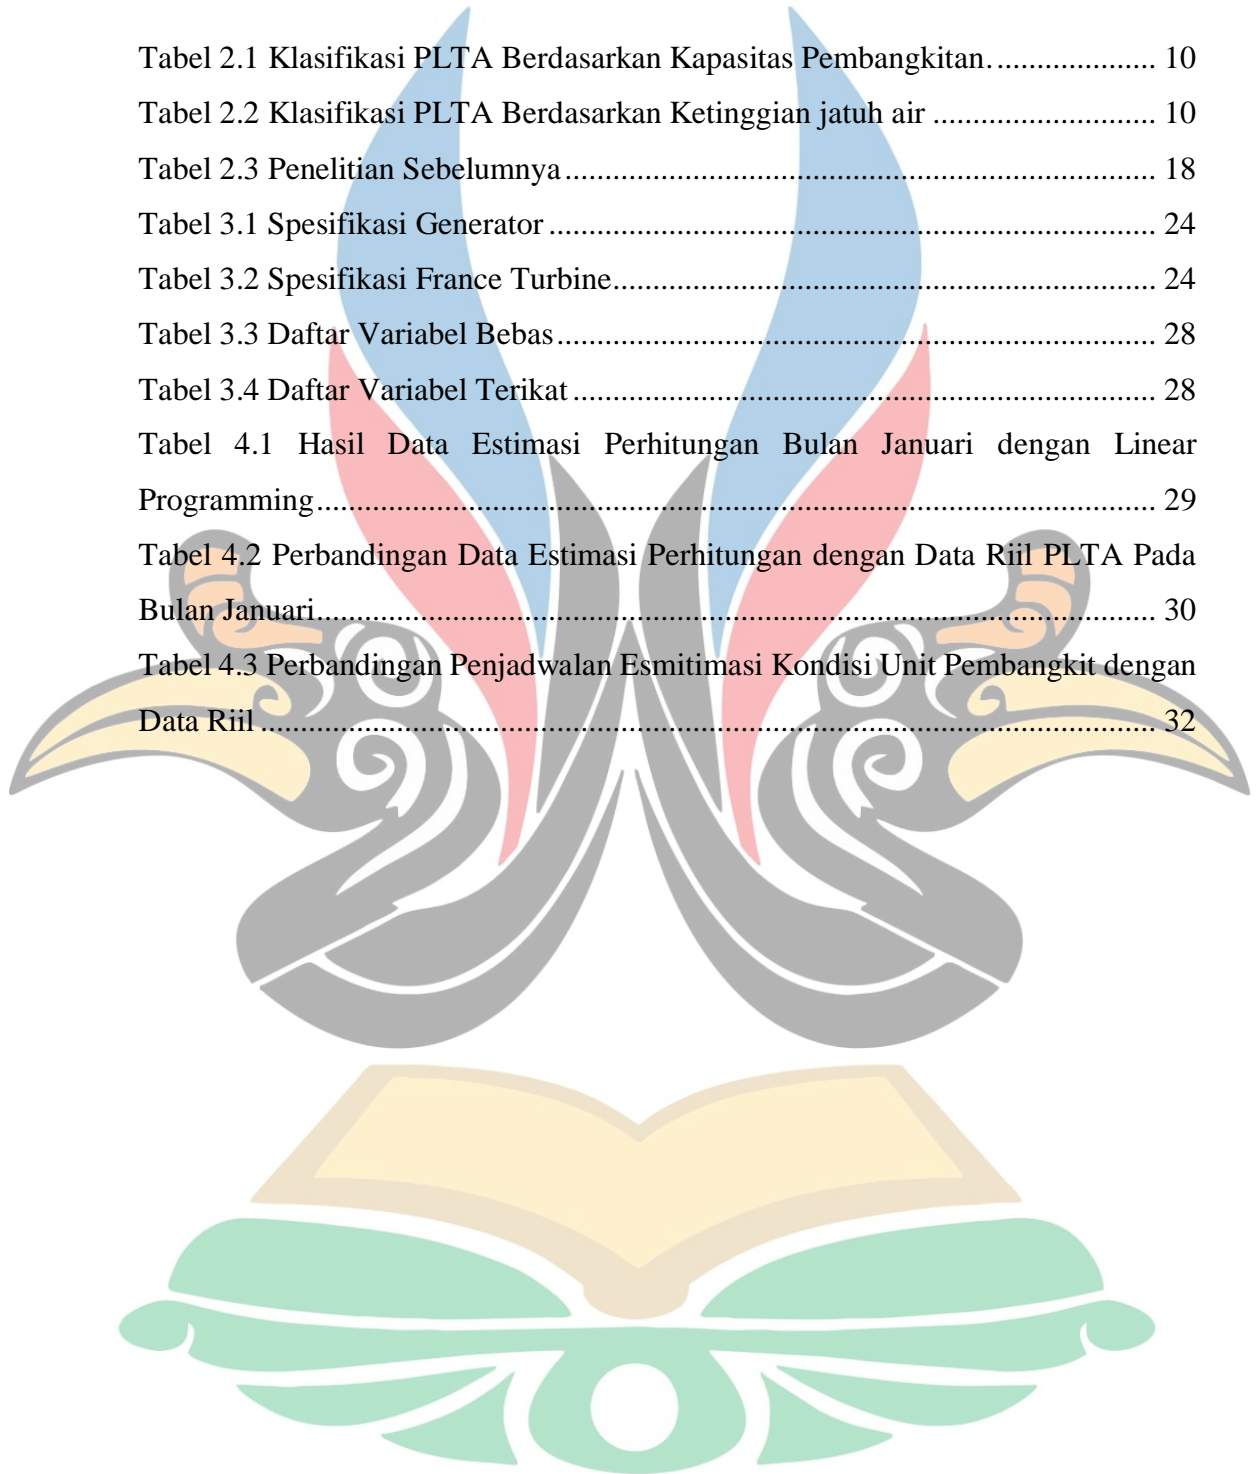 Tabel 2.1 Klasifikasi PLTA Berdasarkan Kapasitas Pembangkitan. .................... 10
Tabel 2.2 Klasifikasi PLTA Berdasarkan Ketinggian jatuh air ............................ 10
Tabel 2.3 Penelitian Sebelumnya ........................................................................... 18
Tabel 3.1 Spesifikasi Generator ............................................................................. 24
Tabel 3.2 Spesifikasi France Turbine..................................................................... 24
Tabel 3.3 Daftar Variabel Bebas ............................................................................ 28
Tabel 3.4 Daftar Variabel Terikat .......................................................................... 28
Tabel 4.1 Hasil Data Estimasi Perhitungan Bulan Januari dengan Linear
Programming .......................................................................................................... 29
Tabel 4.2 Perbandingan Data Estimasi Perhitungan dengan Data Riil PLTA Pada
Bulan Januari .......................................................................................................... 30
Tabel 4.3 Perbandingan Penjadwalan Esmitimasi Kondisi Unit Pembangkit dengan
Data Riil ................................................................................................................. 32